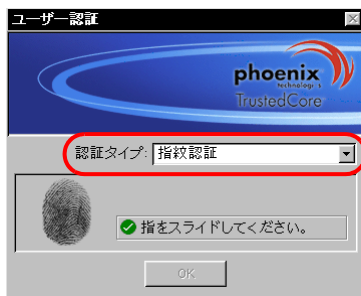 ユーザー認証
phoenix
technologies
TrustedCore
認証タイプ: 指紋認証
指をスライドしてください。
OK